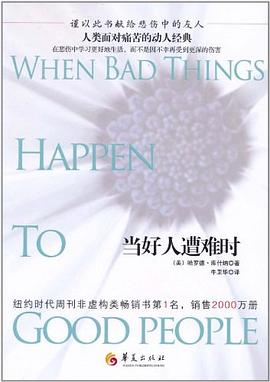 谨以此书献给悲伤中的友人
人类面对痛苦的动人经典
在悲伤中学习更好地生活，而不是因不幸再受到更深的伤害
WHEN BAD THINGS
HAPPEN
TO
当好人遭难时
（美）哈罗德·库什纳 著
牛卫华 译
纽约时代周刊非虚构类畅销书第1名，销售2000万册
GOOD PEOPLE
华夏出版社